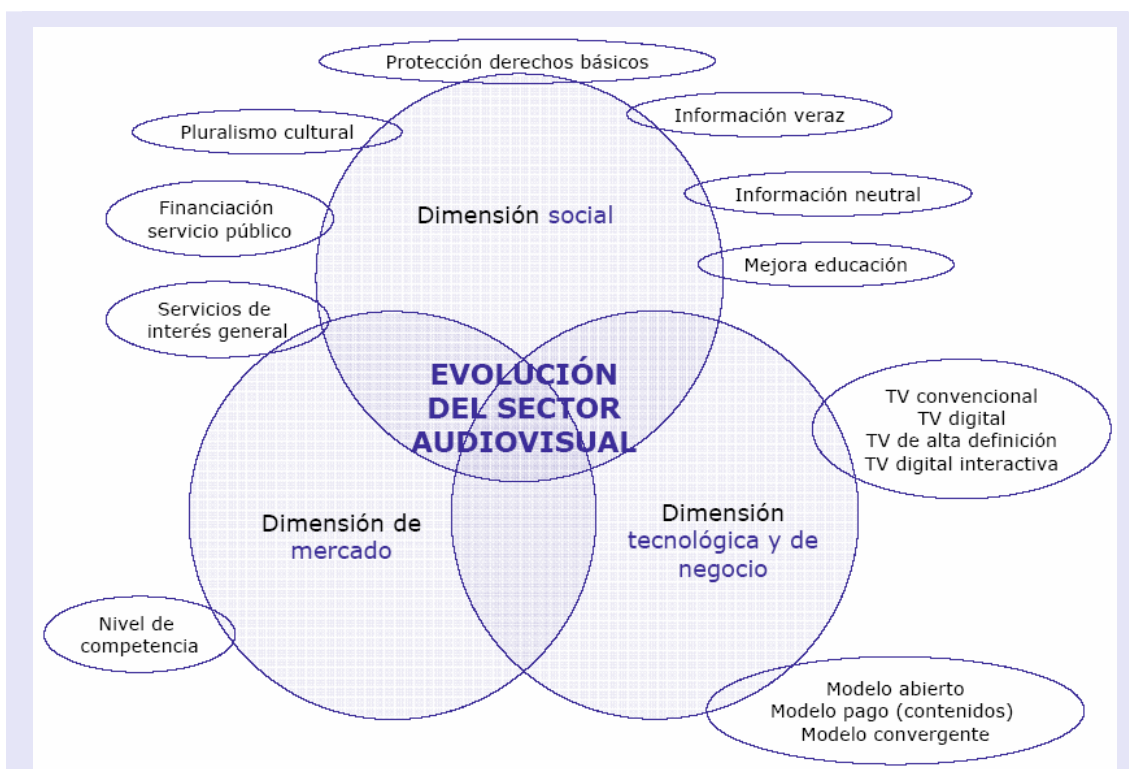 Protección derechos básicos
Información veraz
Pluralismo cultural
Información neutral
Financiación
servicio público
Dimensión social
Mejora educación
Servicios de
interés general
EVOLUCIÓN
DEL SECTOR
AUDIOVISUAL
TV convencional
TV digital
TV de alta definición
TV digital interactiva
Dimensión de
mercado
Dimensión
tecnológica y de
negocio
Nivel de
competencia
Modelo abierto
Modelo pago (contenidos)
Modelo convergente